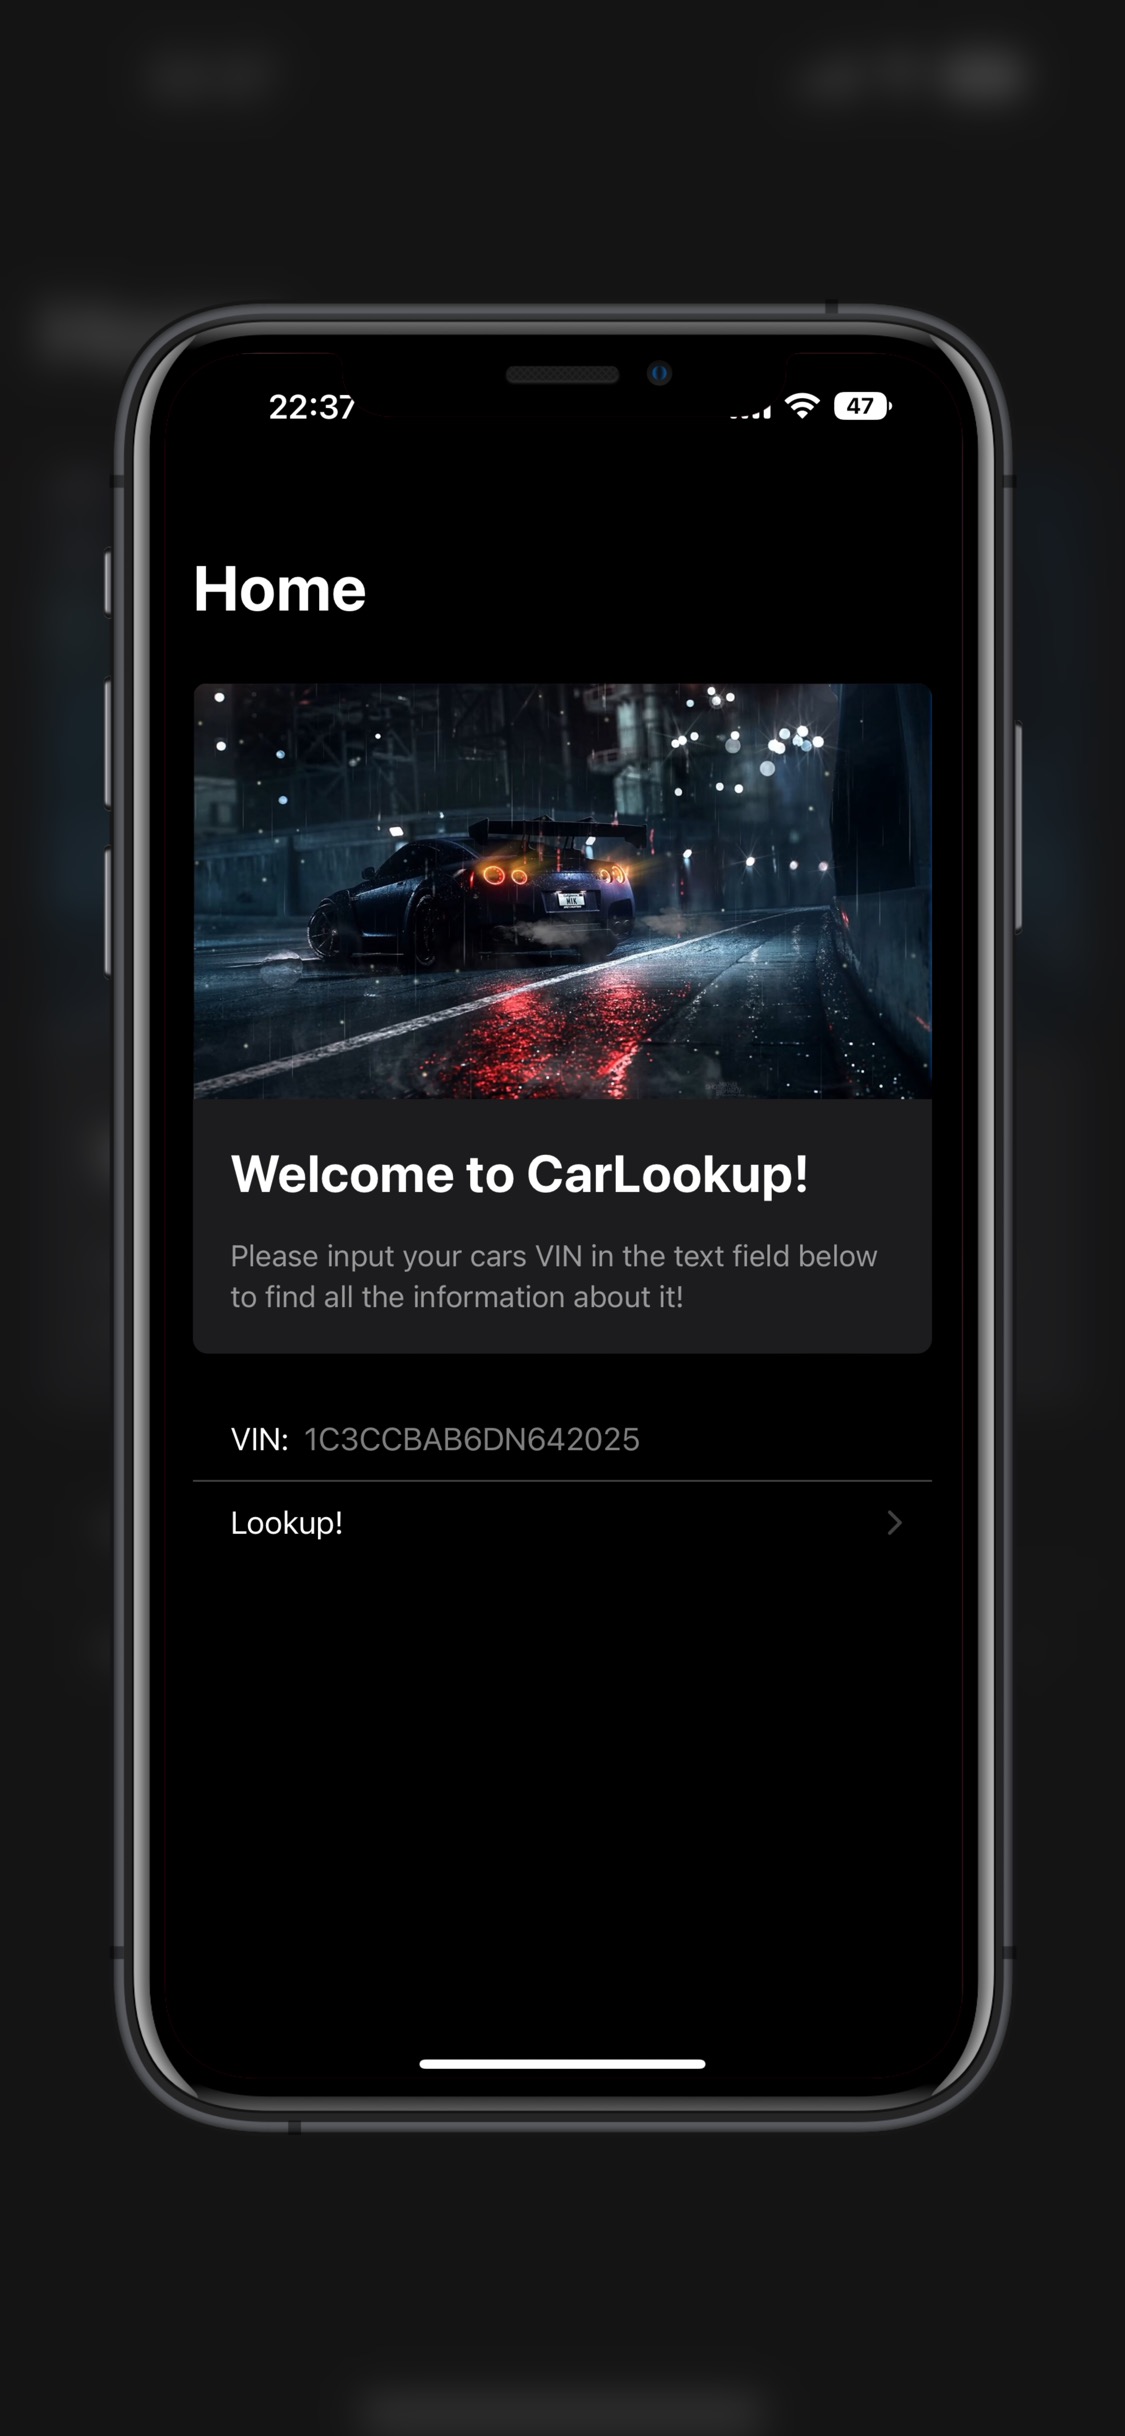 22:37
47
Home
NIK
Welcome to CarLookup!
Please input your cars VIN in the text field below
to find all the information about it!
VIN: 1C3CCBAB6DN642025
Lookup!